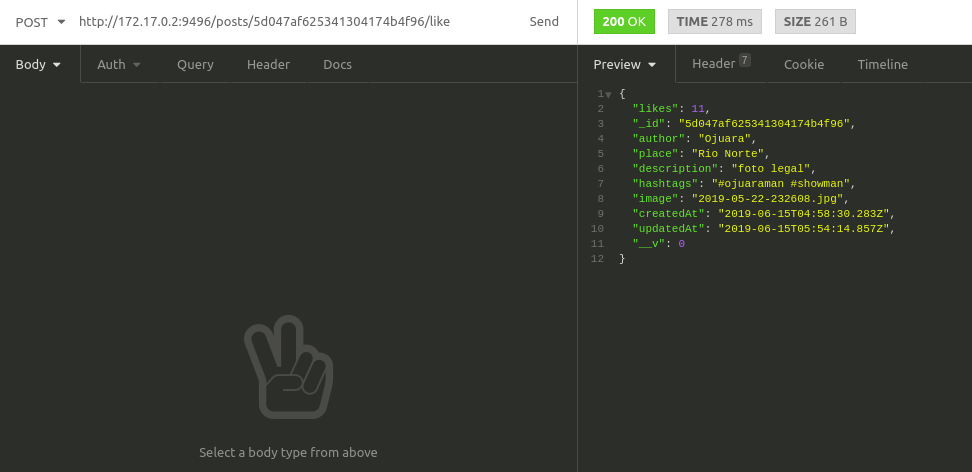 POST http://172.17.0.2:9496/posts/5d047af625341304174b4f96/like Send
200 OK TIME 278 ms SIZE 261 B
Body Auth Query Header Docs
Preview Header 7 Cookie Timeline
1 {
2 "likes": 11,
3 "_id": "5d047af625341304174b4f96",
4 "author": "Ojuara",
5 "place": "Rio Norte",
6 "description": "foto legal",
7 "hashtags": "#ojuaraman #showman",
8 "image": "2019-05-22-232608.jpg",
9 "createdAt": "2019-06-15T04:58:30.283Z",
10 "updatedAt": "2019-06-15T05:54:14.857Z",
11 "__v": 0
12 }
Select a body type from above